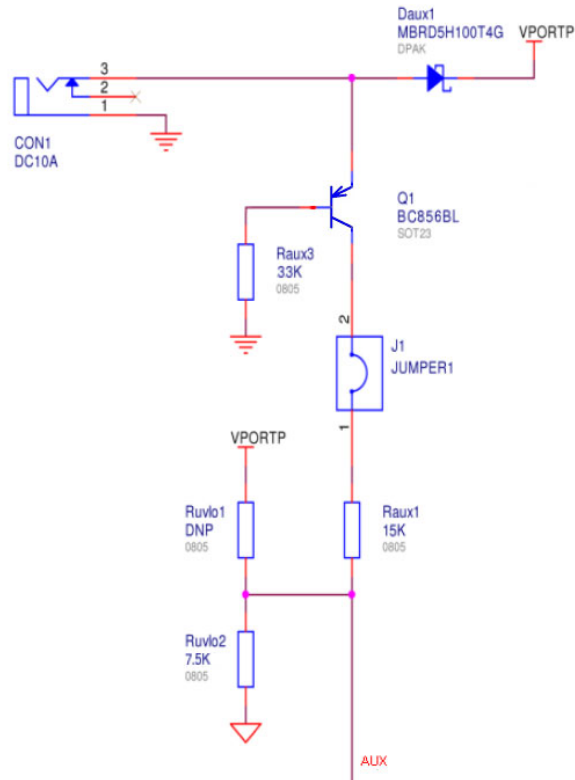 Daux1
MBRD5H100T4G
DPAK
VPORTP
3
2
1
CON1
DC10A
Q1
BC856BL
SOT23
Raux3
33K
0805
2
J1
JUMPER1
1
VPORTP
Ruvlo1
DNP
0805
Raux1
15K
0805
Ruvlo2
7.5K
0805
AUX